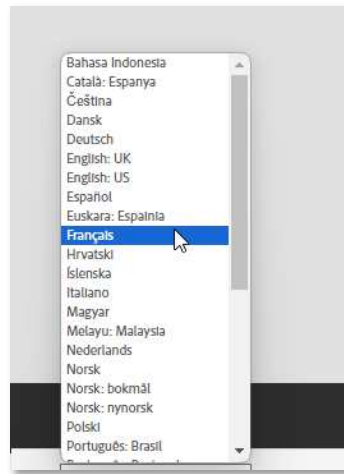 Bahasa Indonesia
Català: Espanya
Čeština
Dansk
Deutsch
English: UK
English: US
Español
Euskara: Espainia
Français
Hrvatski
Íslenska
Italiano
Magyar
Melayu: Malaysia
Nederlands
Norsk
Norsk: bokmål
Norsk: nynorsk
Polski
Português: Brasil